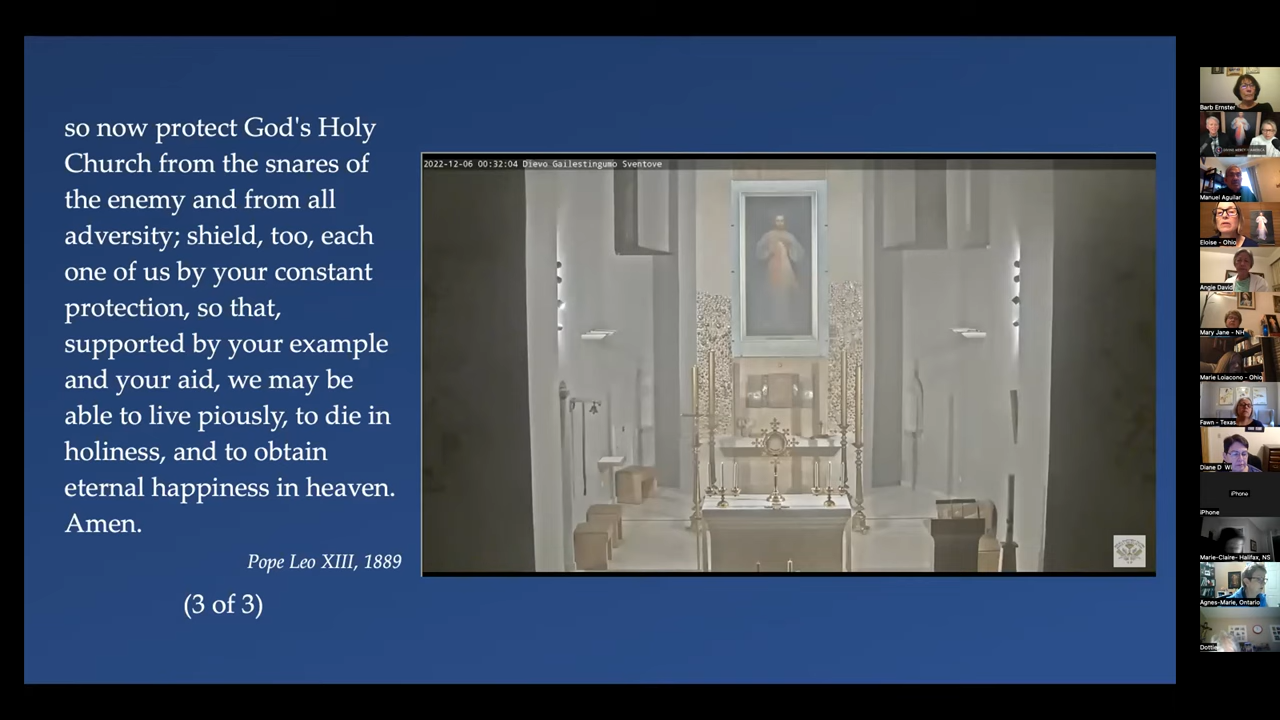 so now protect God's Holy
Church from the snares of
the enemy and from all
adversity; shield, too, each
one of us by your constant
protection, so that,
supported by your example
and your aid, we may be
able to live piously, to die in
holiness, and to obtain
eternal happiness in heaven.
Amen.
Pope Leo XIII, 1889
(3 of 3)
2022-12-06 00:32:04 Dievo Gailestingumo Sventove
Barb Ernster
Manuel Aguilar
Eloise - Ohio
Angie David
Mary Jane - NH
Marie Loiacono - Ohio
Fawn - Texas
Diane D Wi
iPhone
iPhone
Marie-Claire- Halifax, NS
Agnes-Marie, Ontario
Dottie